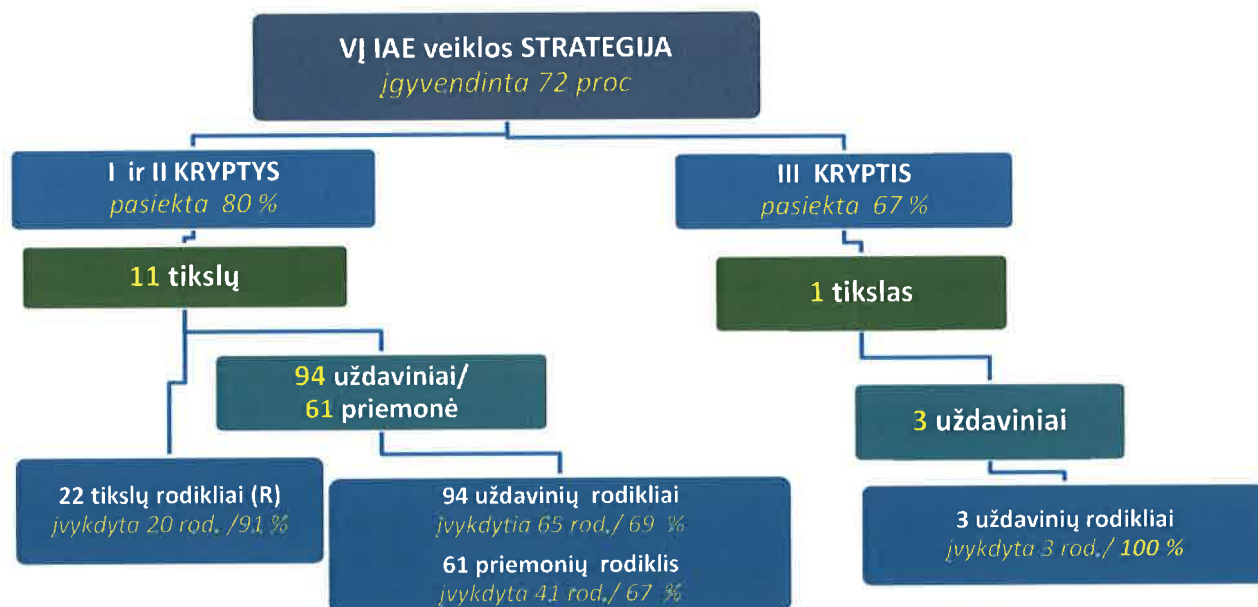 VĮ IAE veiklos STRATEGIJA
įgyvendinta 72 proc
I ir II KRYPTYS
pasiekta 80 %
III KRYPTIS
pasiekta 67 %
11 tikslų
1 tikslas
94 uždaviniai/
61 priemonė
3 uždaviniai
22 tikslų rodikliai (R)
įvykdyta 20 rod. /91 %
94 uždavinių rodikliai
įvykdytia 65 rod./ 69 %
61 priemonių rodiklis
įvykdyta 41 rod./ 67 %
3 uždavinių rodikliai
įvykdyta 3 rod./ 100 %